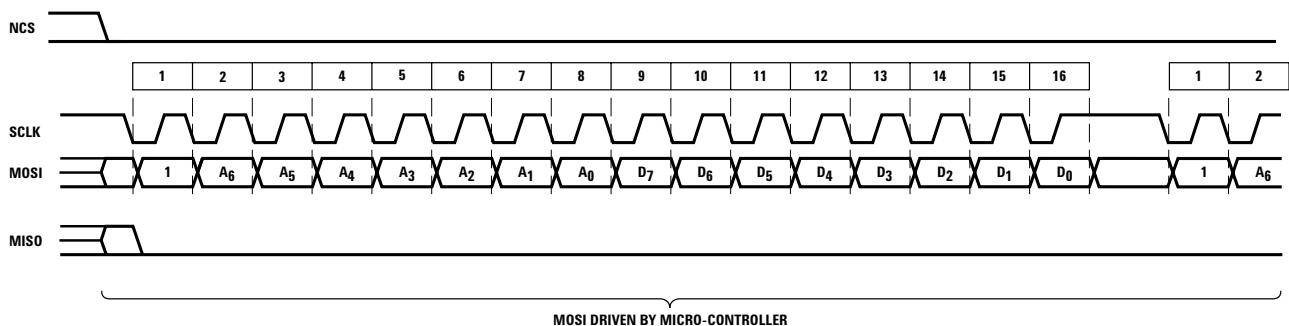 NCS
1 2 3 4 5 6 7 8 9 10 11 12 13 14 15 16 1 2
SCLK
MOSI 1 A6 A5 A4 A3 A2 A1 A0 D7 D6 D5 D4 D3 D2 D1 D0 1 A6
MISO
MOSI DRIVEN BY MICRO-CONTROLLER